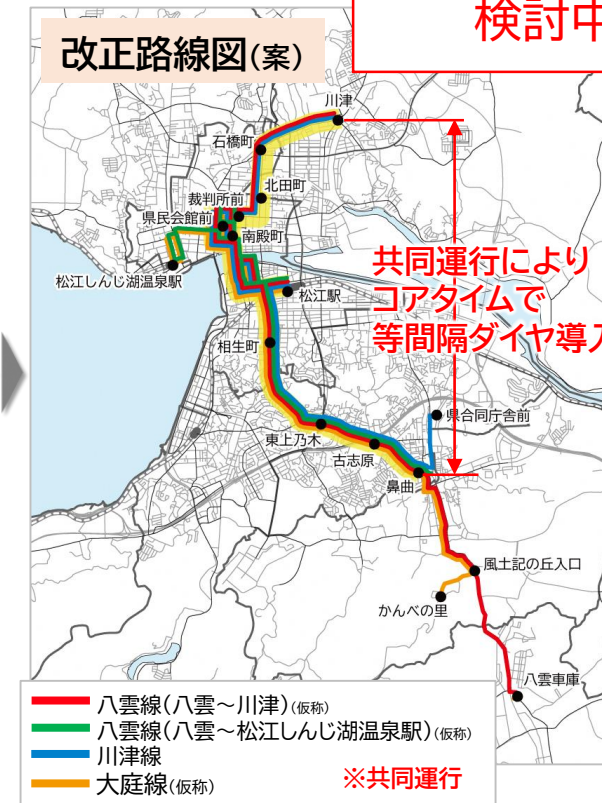 検討中
改正路線図(案)
川津
石橋町
北田町
裁判所前
県民会館前
南殿町
松江しんじ湖温泉駅
松江駅
共同運行により
コアタイムで
等間隔ダイヤ導入
相生町
県合同庁舎前
東上乃木
古志原
鼻曲
風土記の丘入口
かんべの里
八雲車庫
八雲線(八雲～川津)(仮称)
八雲線(八雲～松江しんじ湖温泉駅)(仮称)
川津線
大庭線(仮称)
※共同運行